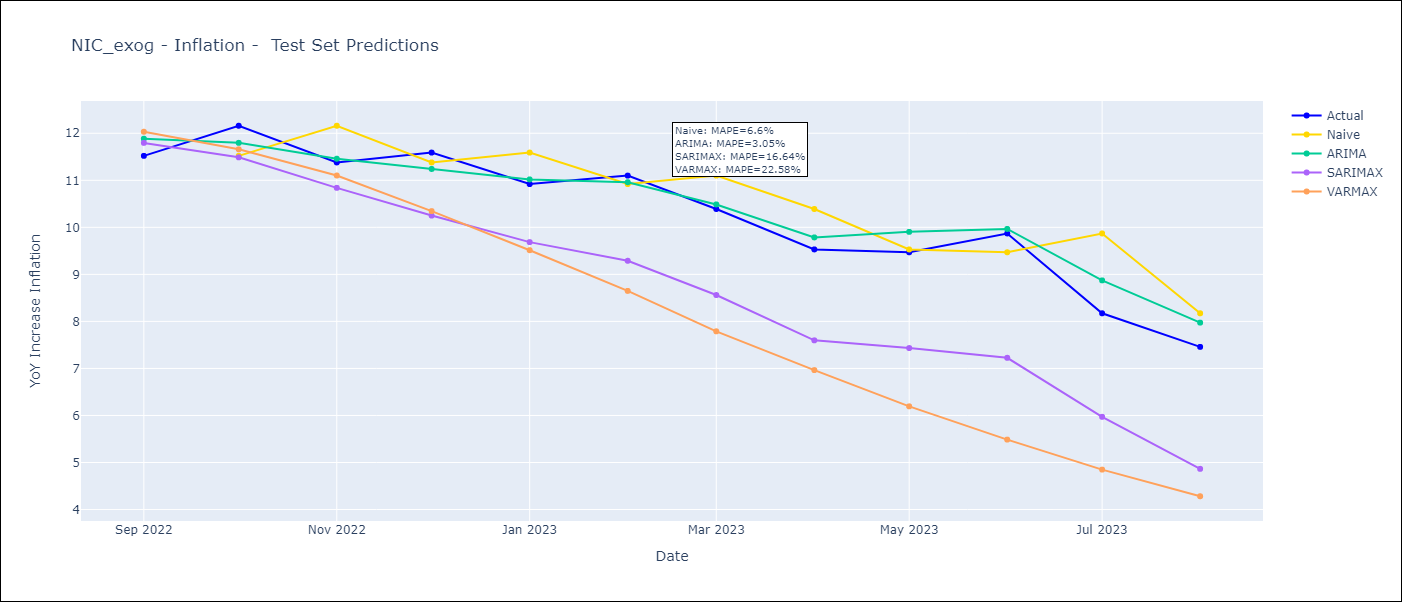 NIC_exog - Inflation -  Test Set Predictions
Actual
Naive
ARIMA
SARIMAX
VARMAX
Naive: MAPE=6.6%
ARIMA: MAPE=3.05%
SARIMAX: MAPE=16.64%
VARMAX: MAPE=22.58%
YoY Increase Inflation
12
11
10
9
8
7
6
5
4
Sep 2022 Nov 2022 Jan 2023 Mar 2023 May 2023 Jul 2023
Date